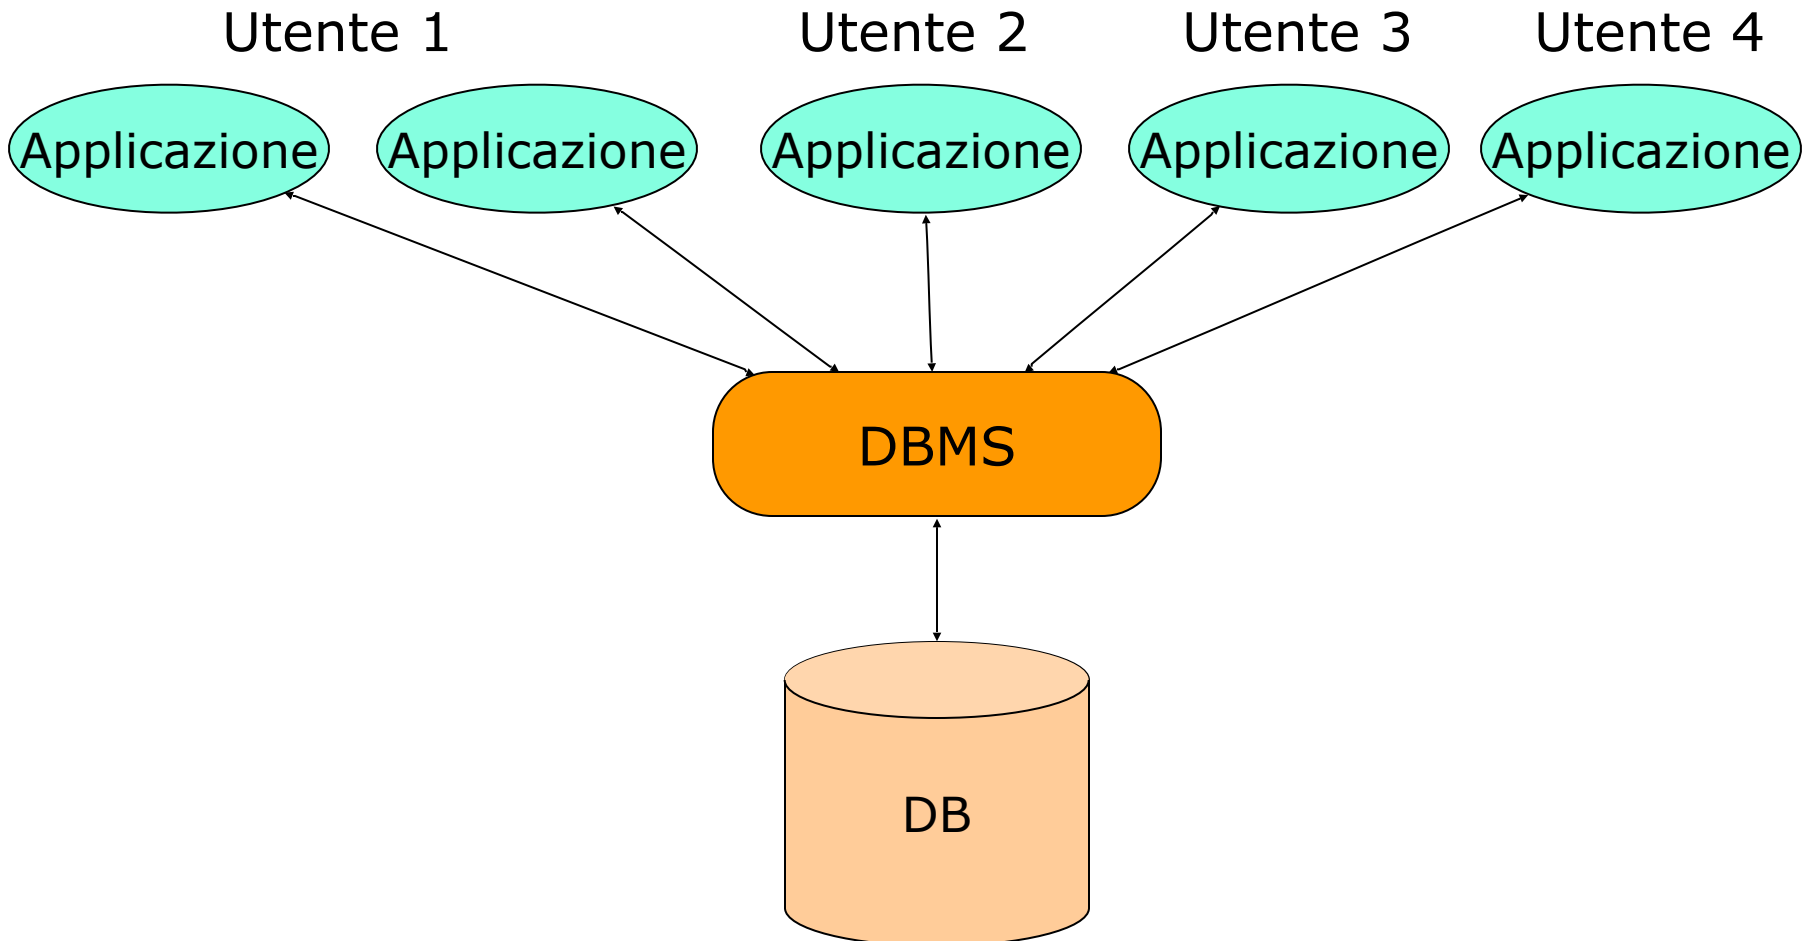 Utente 1 Utente 2 Utente 3 Utente 4
Applicazione Applicazione Applicazione Applicazione Applicazione
DBMS
DB